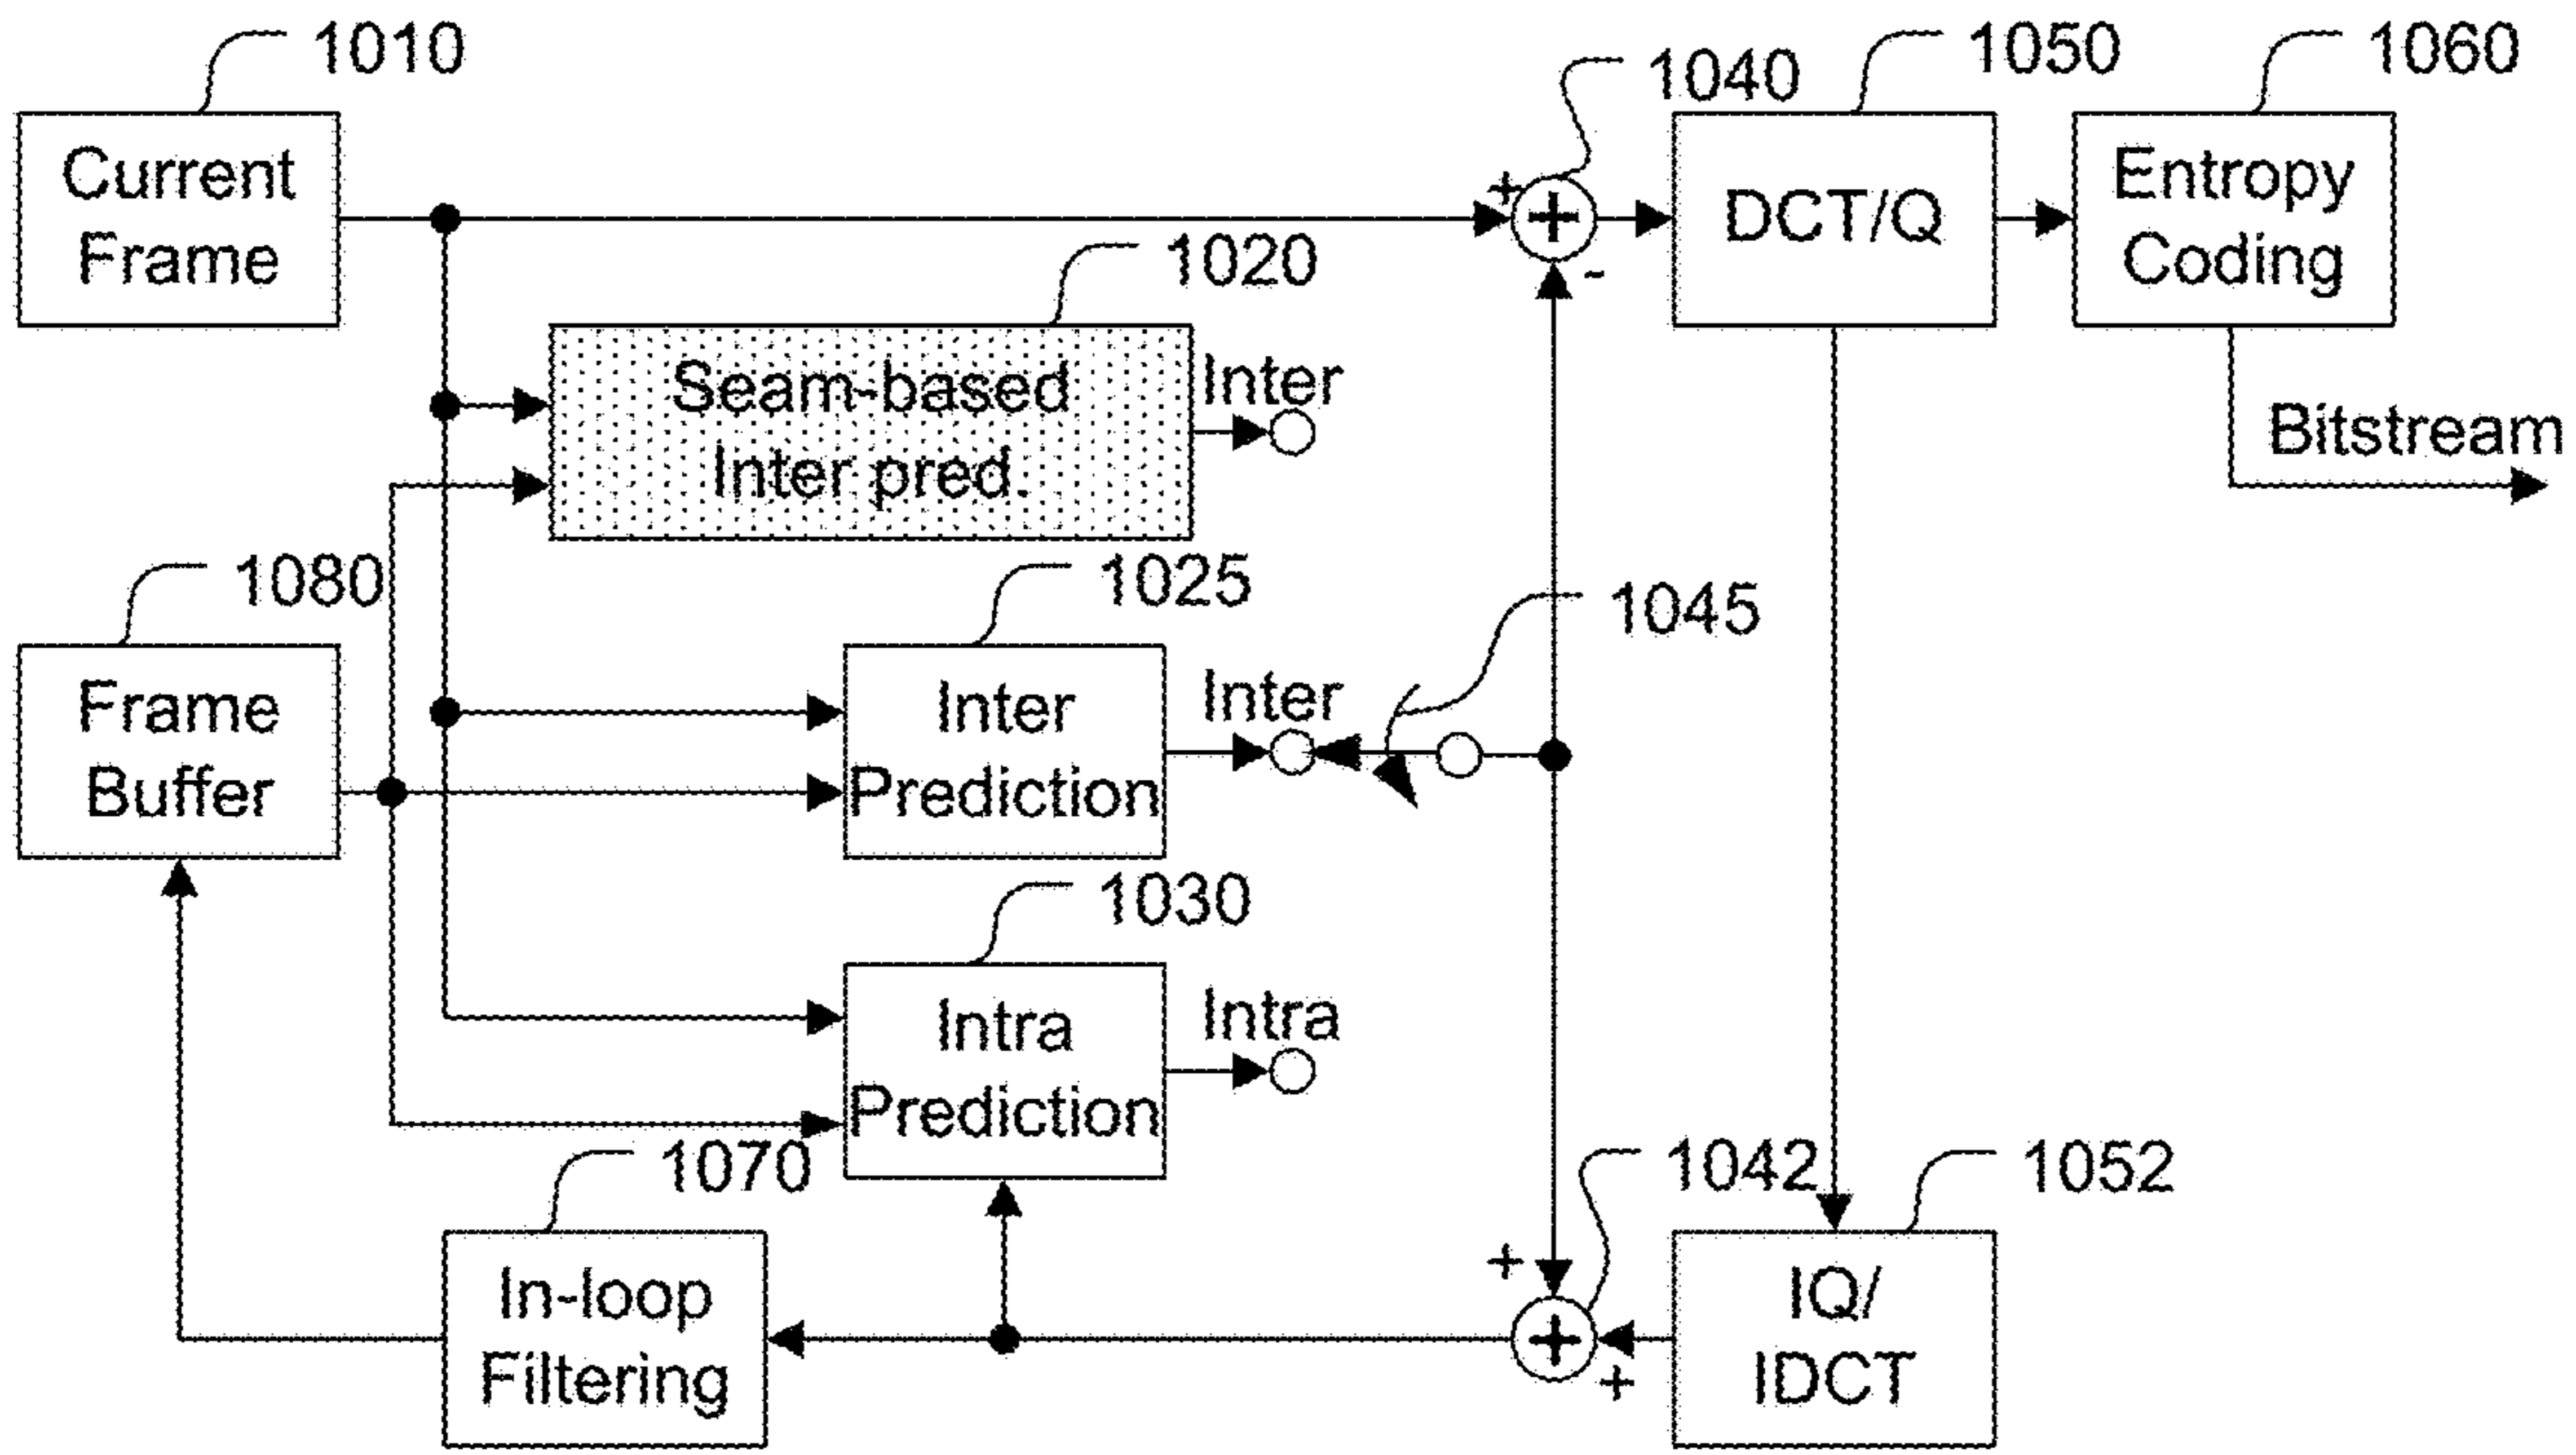 1010
Current
Frame
1040
+
+
-
1050
DCT/Q
1060
Entropy
Coding
Bitstream
1020
Seam-based
Inter pred.
Inter
1080
Frame
Buffer
1025
Inter
Prediction
Inter
1045
1030
Intra
Prediction
Intra
1070
In-loop
Filtering
1042
+
+
+
1052
IQ/
IDCT